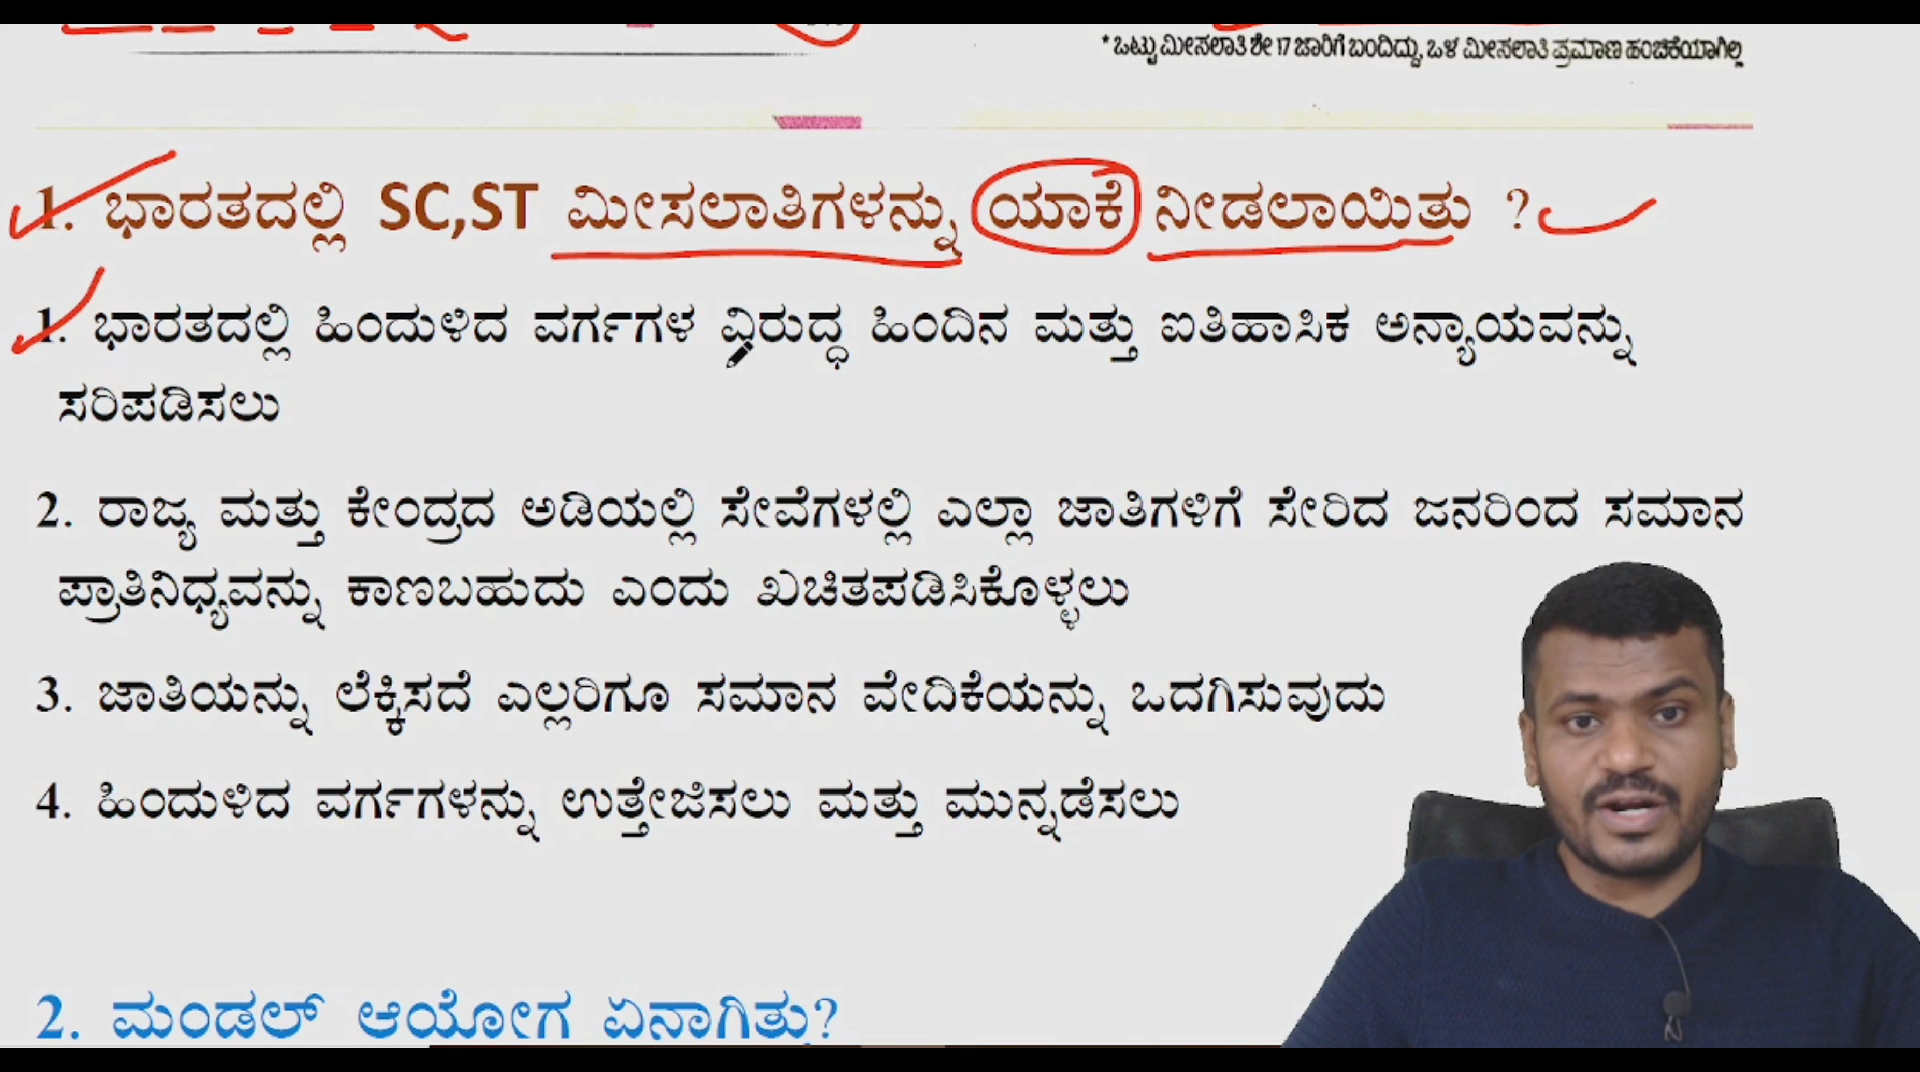 * ಒಟ್ಟು ಮೀಸಲಾತಿ ಶೇ 17 ಜಾರಿಗೆ ಬಂದಿದ್ದು, ಒಳ ಮೀಸಲಾತಿ ಪ್ರಮಾಣ ಹಂಚಿಕೆಯಾಗಿಲ್ಲ
1. ಭಾರತದಲ್ಲಿ SC,ST ಮೀಸಲಾತಿಗಳನ್ನು ಯಾಕೆ ನೀಡಲಾಯಿತು ?
1. ಭಾರತದಲ್ಲಿ ಹಿಂದುಳಿದ ವರ್ಗಗಳ ವಿರುದ್ಧ ಹಿಂದಿನ ಮತ್ತು ಐತಿಹಾಸಿಕ ಅನ್ಯಾಯವನ್ನು
ಸರಿಪಡಿಸಲು
2. ರಾಜ್ಯ ಮತ್ತು ಕೇಂದ್ರದ ಅಡಿಯಲ್ಲಿ ಸೇವೆಗಳಲ್ಲಿ ಎಲ್ಲಾ ಜಾತಿಗಳಿಗೆ ಸೇರಿದ ಜನರಿಂದ ಸಮಾನ
ಪ್ರಾತಿನಿಧ್ಯವನ್ನು ಕಾಣಬಹುದು ಎಂದು ಖಚಿತಪಡಿಸಿಕೊಳ್ಳಲು
3. ಜಾತಿಯನ್ನು ಲೆಕ್ಕಿಸದೆ ಎಲ್ಲರಿಗೂ ಸಮಾನ ವೇದಿಕೆಯನ್ನು ಒದಗಿಸುವುದು
4. ಹಿಂದುಳಿದ ವರ್ಗಗಳನ್ನು ಉತ್ತೇಜಿಸಲು ಮತ್ತು ಮುನ್ನಡೆಸಲು
2. ಮಂಡಲ್ ಆಯೋಗ ಏನಾಗಿತ್ತು?